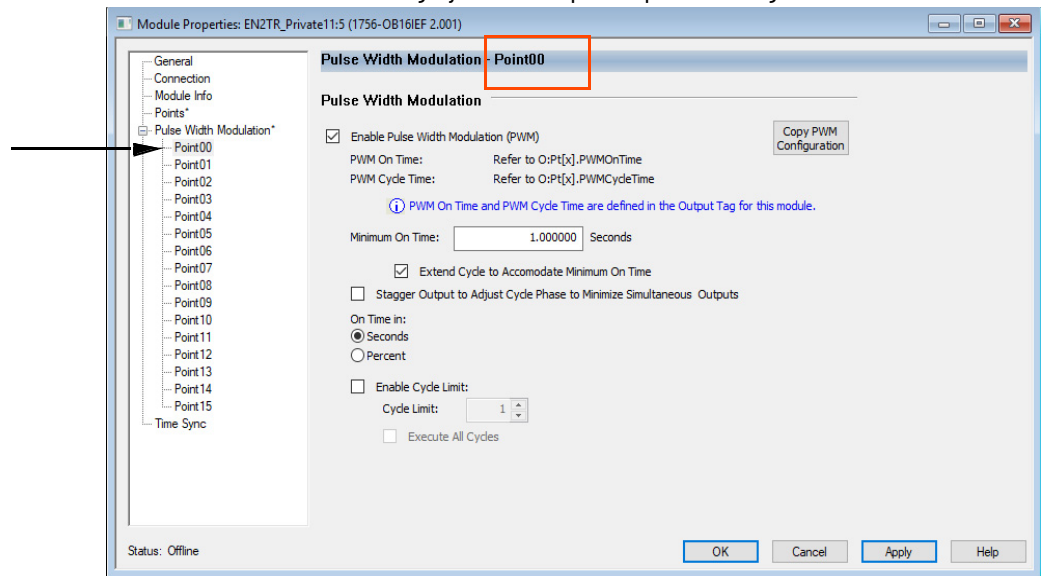 Module Properties: EN2TR_Private11:5 (1756-OB16IEF 2.001)
General
Connection
Module Info
Points*
Pulse Width Modulation*
Point00
Point01
Point02
Point03
Point04
Point05
Point06
Point07
Point08
Point09
Point10
Point11
Point12
Point13
Point14
Point15
Time Sync
Pulse Width Modulation - Point00
Pulse Width Modulation
Enable Pulse Width Modulation (PWM)
Copy PWM
Configuration
PWM On Time: Refer to O:Pt[x].PWMOnTime
PWM Cycle Time: Refer to O:Pt[x].PWMCycleTime
PWM On Time and PWM Cycle Time are defined in the Output Tag for this module.
Minimum On Time: 1.000000 Seconds
Extend Cycle to Accomodate Minimum On Time
Stagger Output to Adjust Cycle Phase to Minimize Simultaneous Outputs
On Time in:
Seconds
Percent
Enable Cycle Limit:
Cycle Limit: 1
Execute All Cycles
Status: Offline
OK Cancel Apply Help